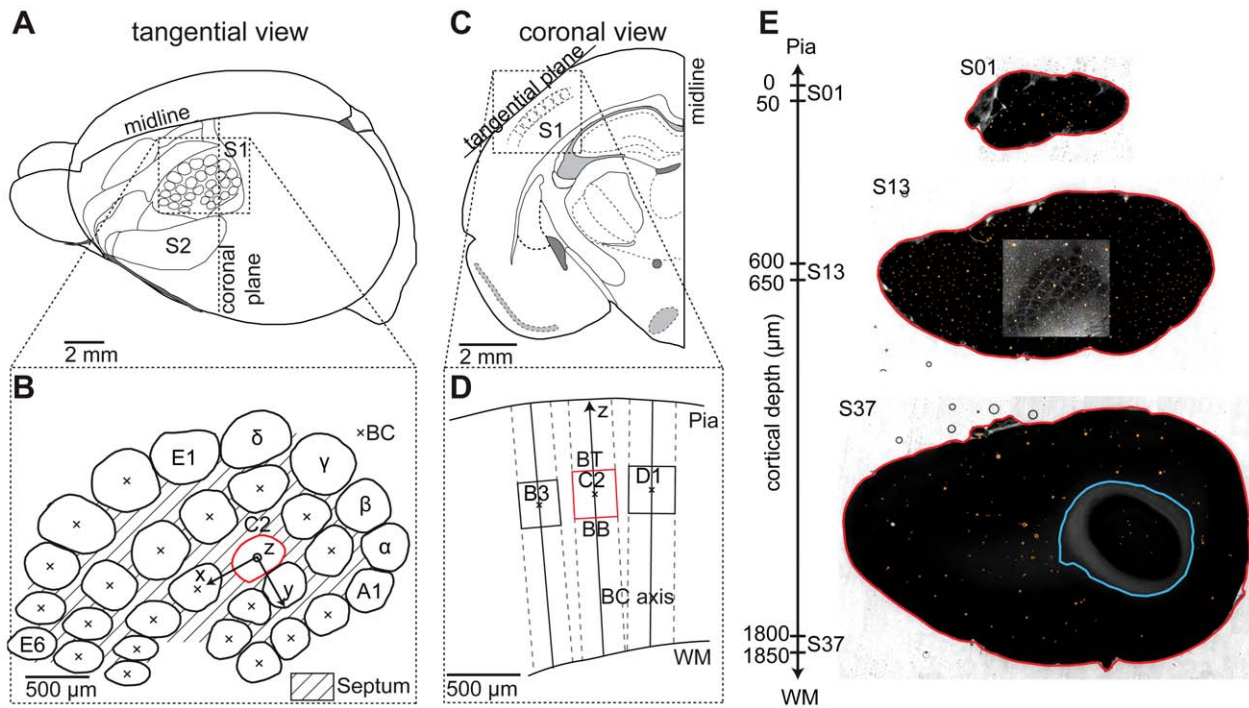 A
tangential view
midline
S1
S2
coronal
plane
2 mm
B
δ
×BC
E1
γ
β
C2
z
α
x
y
A1
E6
500 µm
Septum
C
coronal view
tangential plane
S1
midline
2 mm
D
z
Pia
BT
B3
C2
D1
BB
BC axis
WM
500 µm
E
Pia
S01
0
50
S01
S13
600
650
S13
cortical depth (µm)
S37
1800
1850
S37
WM